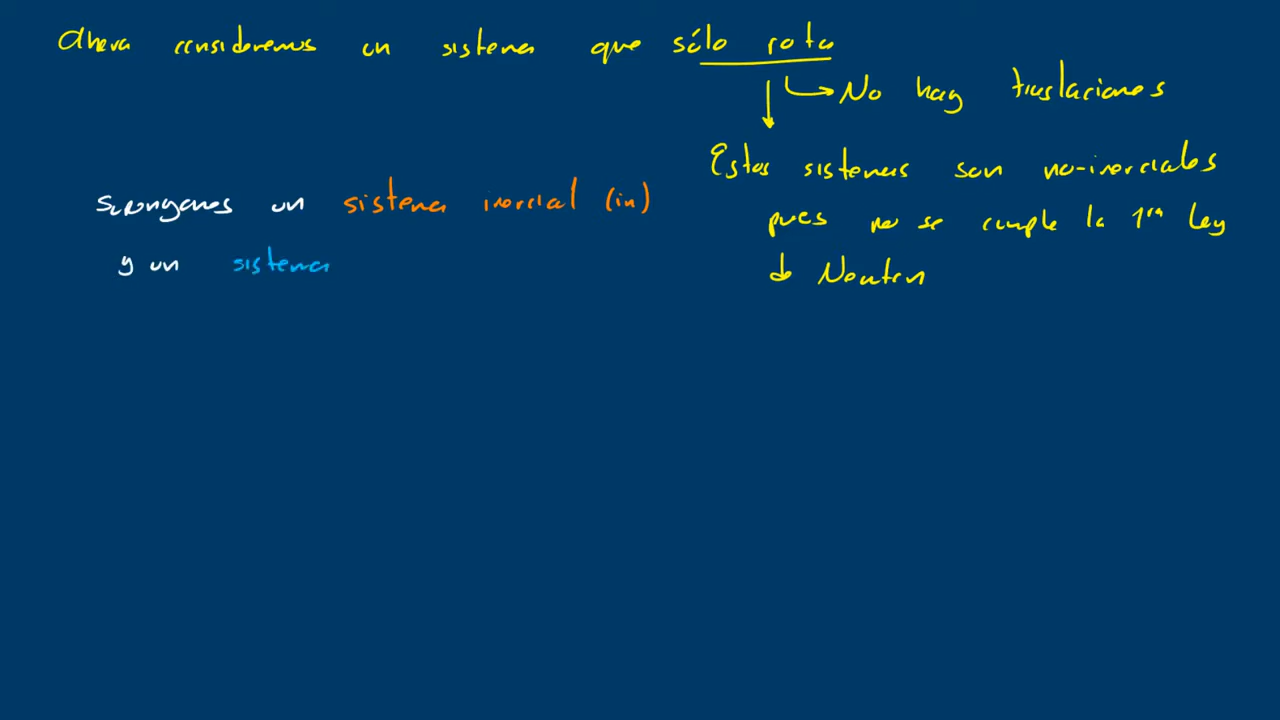 Ahora consideremos un sistema que sólo rota
No hay traslaciones
Estos sistemas son no-inerciales
pues no se cumple la 1ra Ley
de Newton
Supongamos un sistema inercial (in)
y un sistema